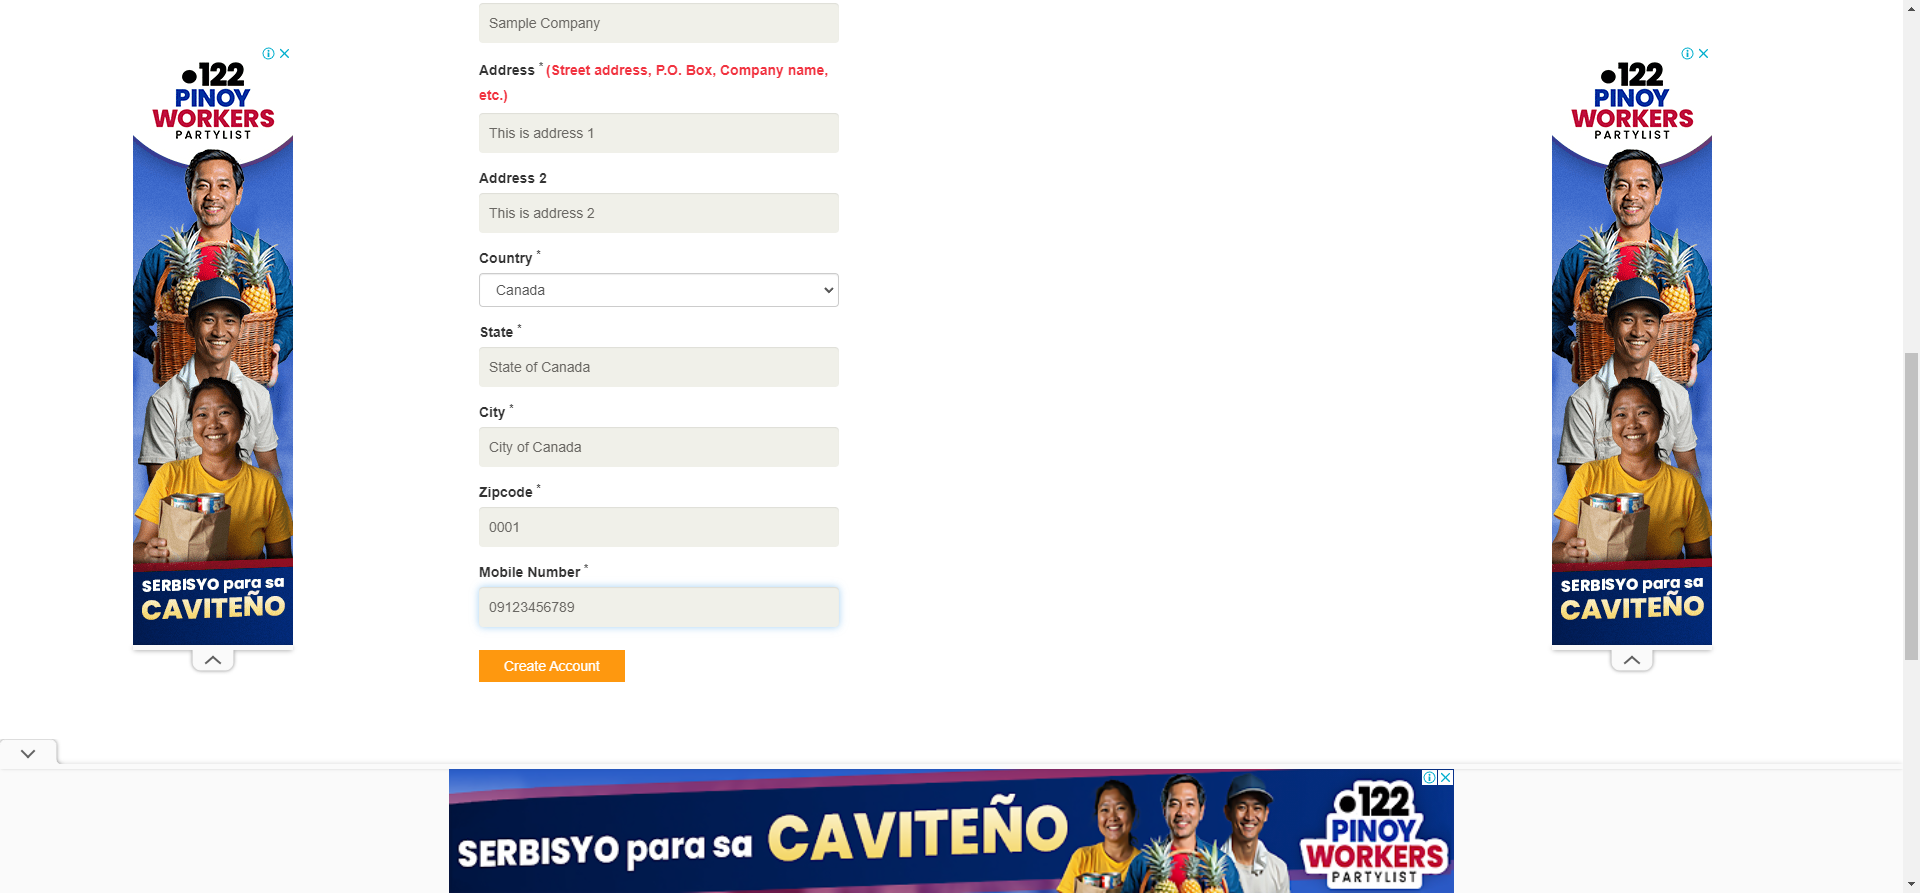 Sample Company
Address * (Street address, P.O. Box, Company name,
etc.)
This is address 1
Address 2
This is address 2
Country *
Canada
State *
State of Canada
City *
City of Canada
Zipcode *
0001
Mobile Number *
09123456789
Create Account
122
PINOY
WORKERS
PARTYLIST
SERBISYO para sa
CAVITEÑO
122
PINOY
WORKERS
PARTYLIST
SERBISYO para sa
CAVITEÑO
SERBISYO para sa CAVITEÑO
122
PINOY
WORKERS
PARTYLIST